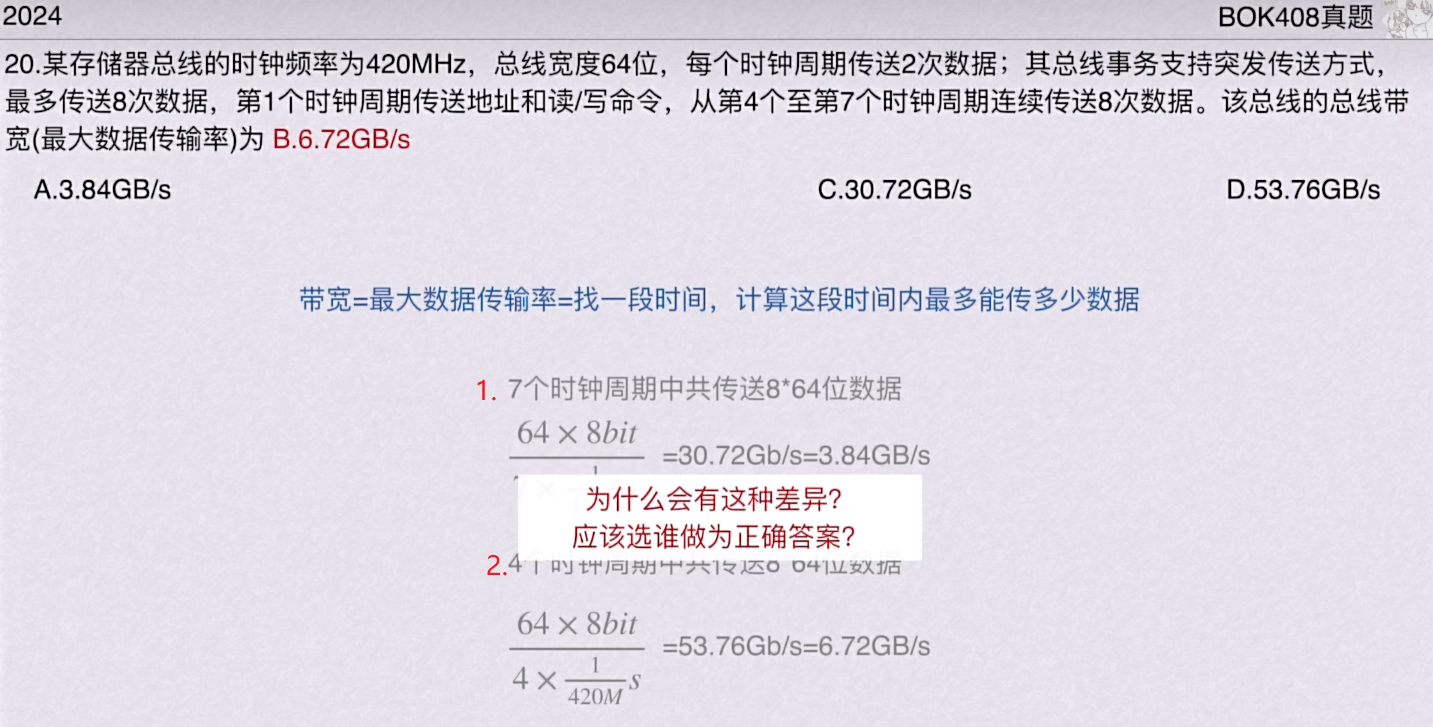 2024
BOK408真题
20.某存储器总线的时钟频率为420MHz，总线宽度64位，每个时钟周期传送2次数据；其总线事务支持突发传送方式，
最多传送8次数据，第1个时钟周期传送地址和读/写命令，从第4个至第7个时钟周期连续传送8次数据。该总线的总线带
宽(最大数据传输率)为 B.6.72GB/s
A.3.84GB/s C.30.72GB/s D.53.76GB/s
带宽=最大数据传输率=找一段时间，计算这段时间内最多能传多少数据
1. 7个时钟周期中共传送8*64位数据
64 × 8bit
=30.72Gb/s=3.84GB/s
为什么会有这种差异？
应该选谁做为正确答案？
2.4个时钟周期中共传送8*64位数据
64 × 8bit
=53.76Gb/s=6.72GB/s
4 × 1/420M s